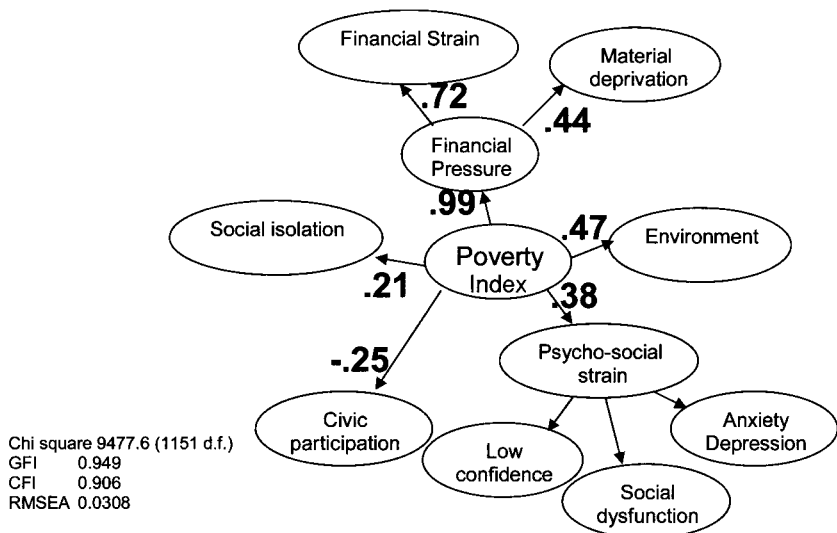 Financial Strain
Material
deprivation
.72
.44
Financial
Pressure
.99
Social isolation
.47
Environment
Poverty
Index
.21
.38
-.25
Psycho-social
strain
Civic
participation
Low
confidence
Anxiety
Depression
Social
dysfunction
Chi square 9477.6 (1151 d.f.)
GFI 0.949
CFI 0.906
RMSEA 0.0308